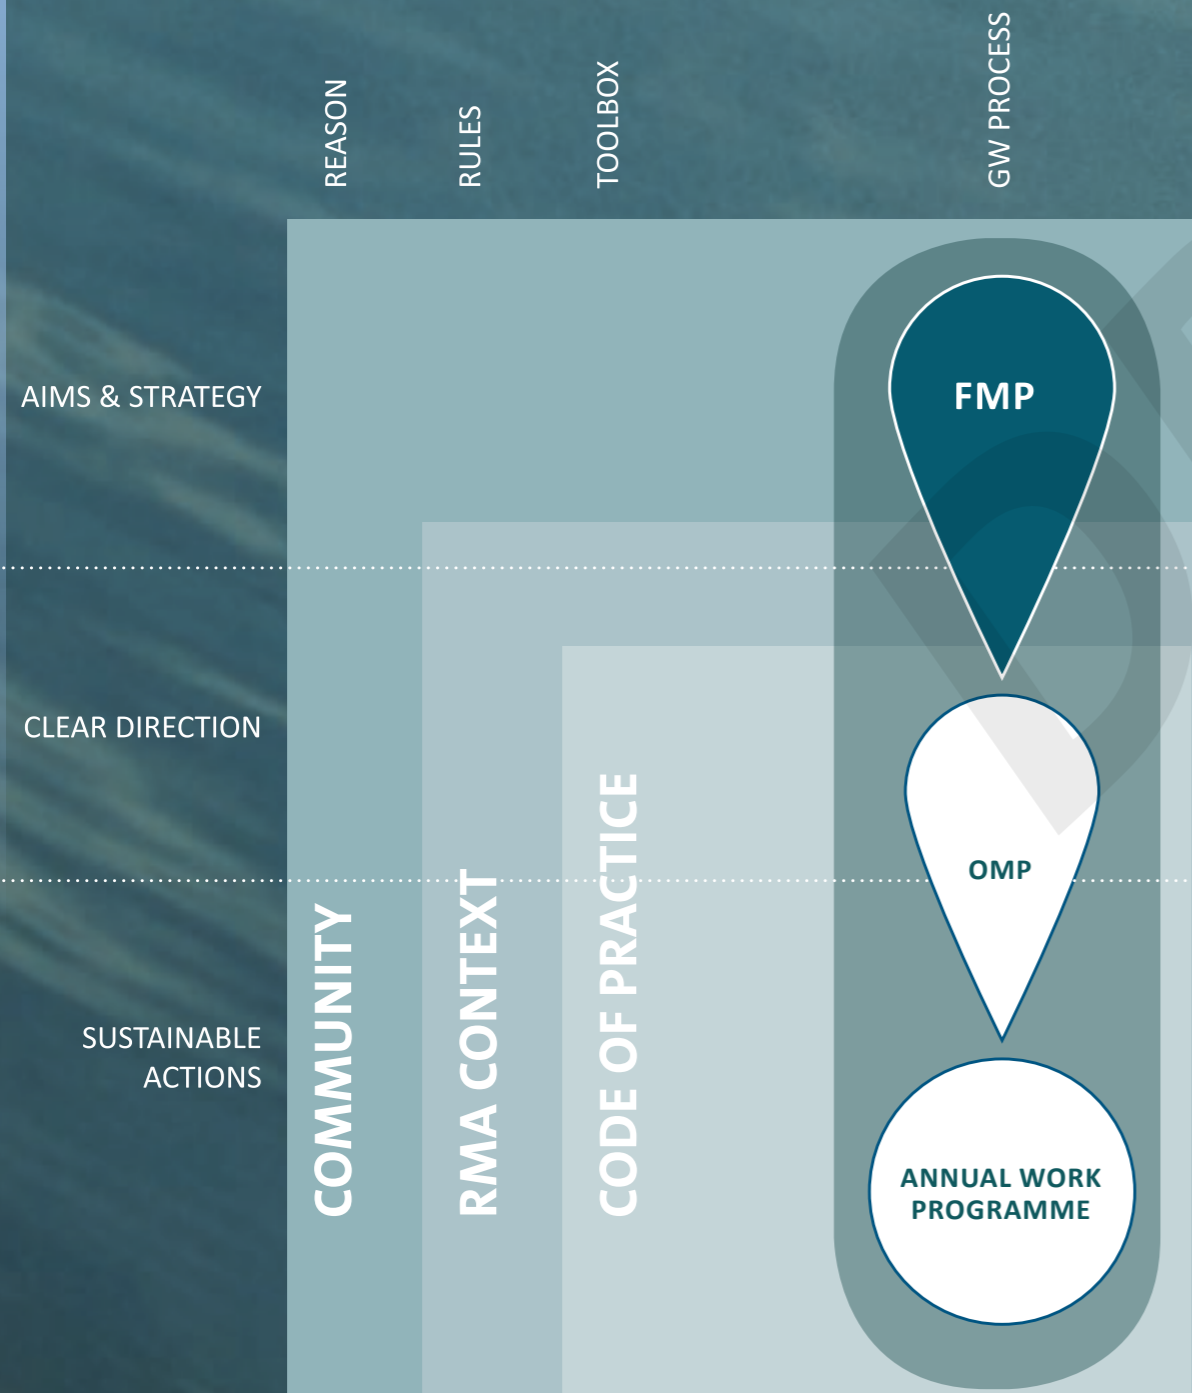 REASON
RULES
TOOLBOX
GW PROCESS
AIMS & STRATEGY
FMP
CLEAR DIRECTION
OMP
SUSTAINABLE
ACTIONS
COMMUNITY
RMA CONTEXT
CODE OF PRACTICE
ANNUAL WORK
PROGRAMME